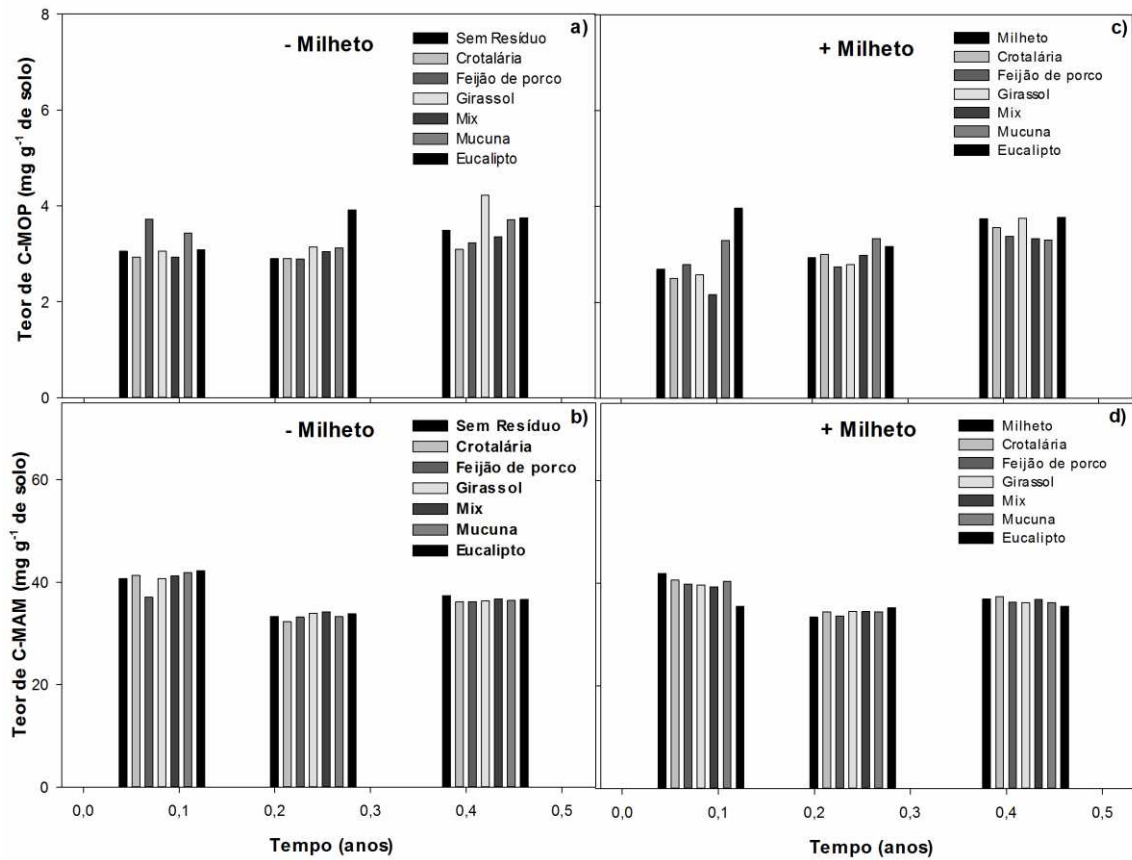 a)
- Milheto
Sem Resíduo
Crotalária
Feijão de porco
Girassol
Mix
Mucuna
Eucalipto
Teor de C-MOP (mg g⁻¹ de solo)
8
6
4
2
0
c)
+ Milheto
Milheto
Crotalária
Feijão de porco
Girassol
Mix
Mucuna
Eucalipto
b)
- Milheto
Sem Resíduo
Crotalária
Feijão de porco
Girassol
Mix
Mucuna
Eucalipto
Teor de C-MAM (mg g⁻¹ de solo)
60
40
20
0
0,0 0,1 0,2 0,3 0,4 0,5
Tempo (anos)
d)
+ Milheto
Milheto
Crotalária
Feijão de porco
Girassol
Mix
Mucuna
Eucalipto
0,0 0,1 0,2 0,3 0,4 0,5
Tempo (anos)